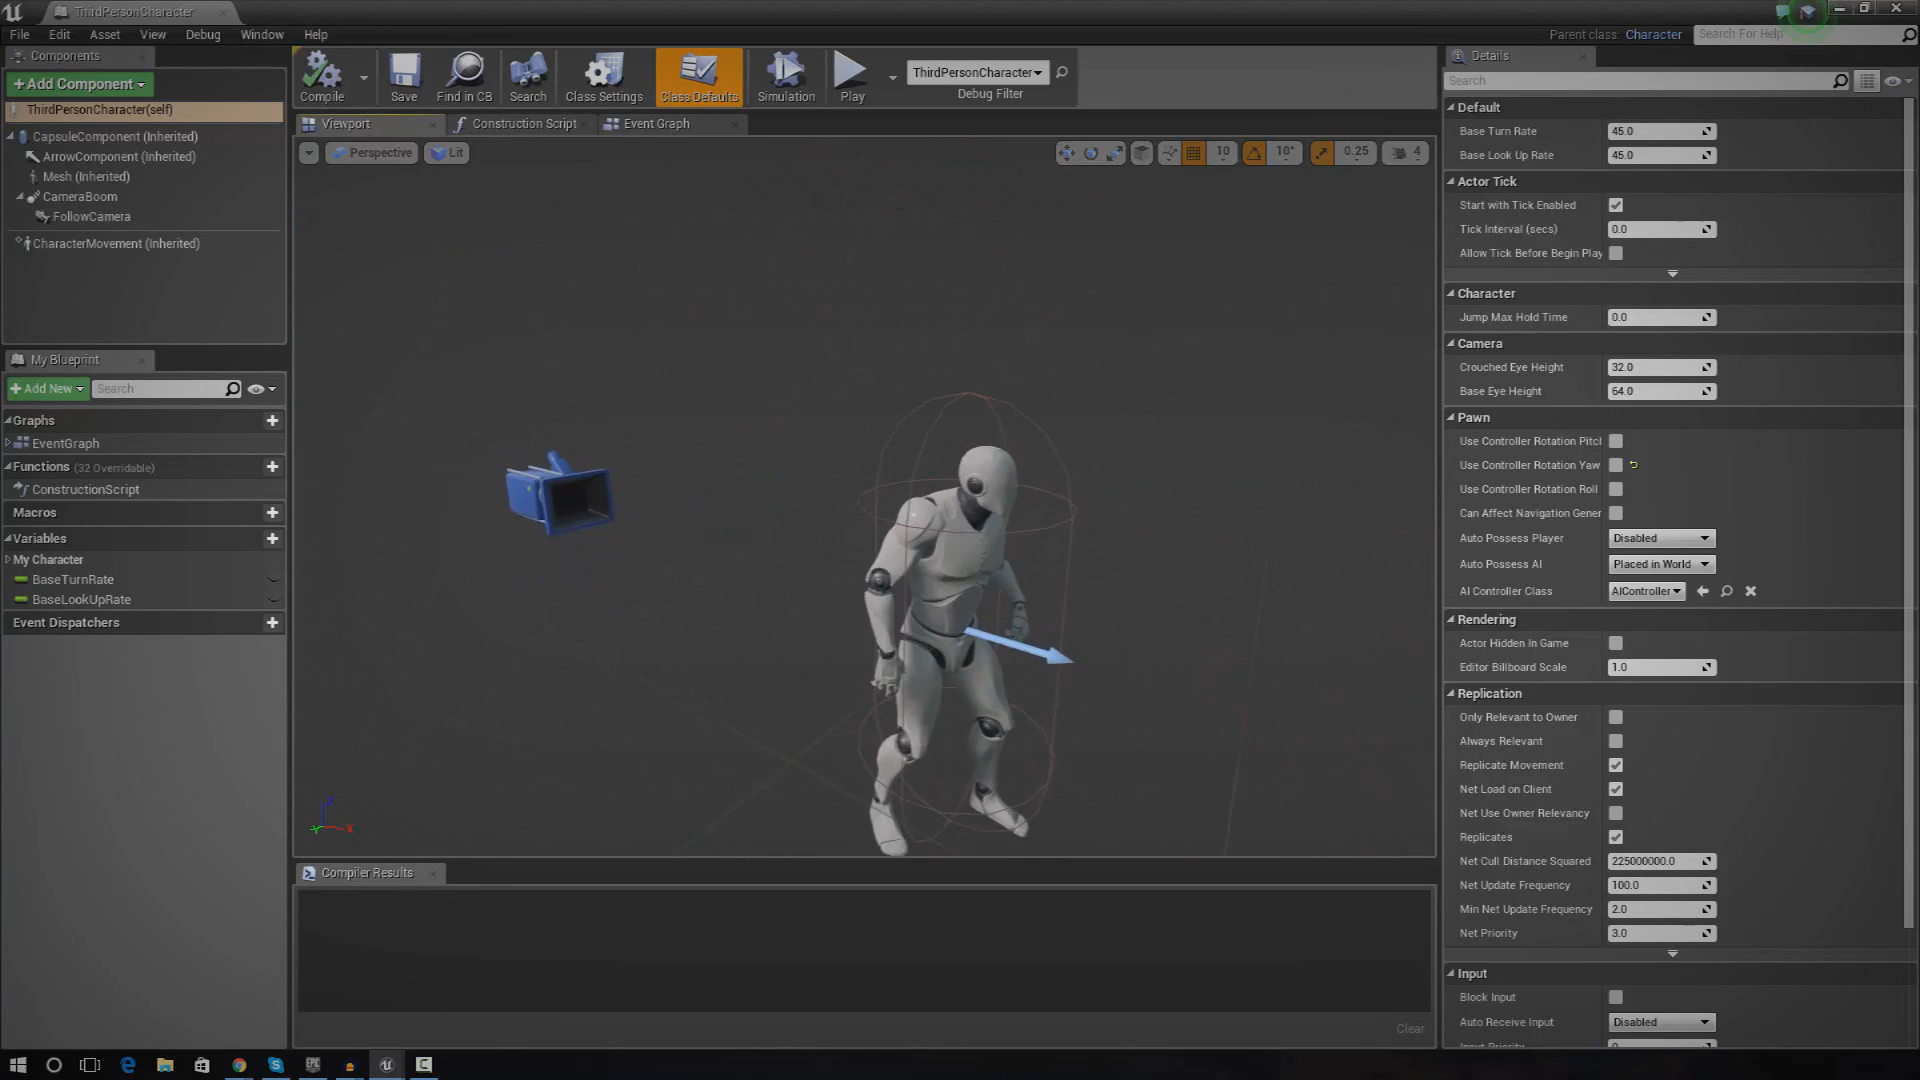 ThirdPersonCharacter
File Edit Asset View Debug Window Help
Parent class: Character
Search For Help
Components
+Add Component
ThirdPersonCharacter(self)
CapsuleComponent (Inherited)
ArrowComponent (Inherited)
Mesh (Inherited)
CameraBoom
FollowCamera
CharacterMovement (Inherited)
My Blueprint
+Add New
Search
Graphs
EventGraph
Functions (32 Overridable)
ConstructionScript
Macros
Variables
My Character
BaseTurnRate
BaseLookUpRate
Event Dispatchers
Compile
Save
Find in CB
Search
Class Settings
Class Defaults
Simulation
Play
ThirdPersonCharacter
Debug Filter
Viewport
Construction Script
Event Graph
Perspective
Lit
10
10°
0.25
4
Z
Y
X
Compiler Results
Clear
Details
Search
Default
Base Turn Rate 45.0
Base Look Up Rate 45.0
Actor Tick
Start with Tick Enabled
Tick Interval (secs) 0.0
Allow Tick Before Begin Play
Character
Jump Max Hold Time 0.0
Camera
Crouched Eye Height 32.0
Base Eye Height 64.0
Pawn
Use Controller Rotation Pitch
Use Controller Rotation Yaw
Use Controller Rotation Roll
Can Affect Navigation Gener
Auto Possess Player Disabled
Auto Possess AI Placed in World
AI Controller Class AIController
Rendering
Actor Hidden In Game
Editor Billboard Scale 1.0
Replication
Only Relevant to Owner
Always Relevant
Replicate Movement
Net Load on Client
Net Use Owner Relevancy
Replicates
Net Cull Distance Squared 225000000.0
Net Update Frequency 100.0
Min Net Update Frequency 2.0
Net Priority 3.0
Input
Block Input
Auto Receive Input Disabled
Input Priority